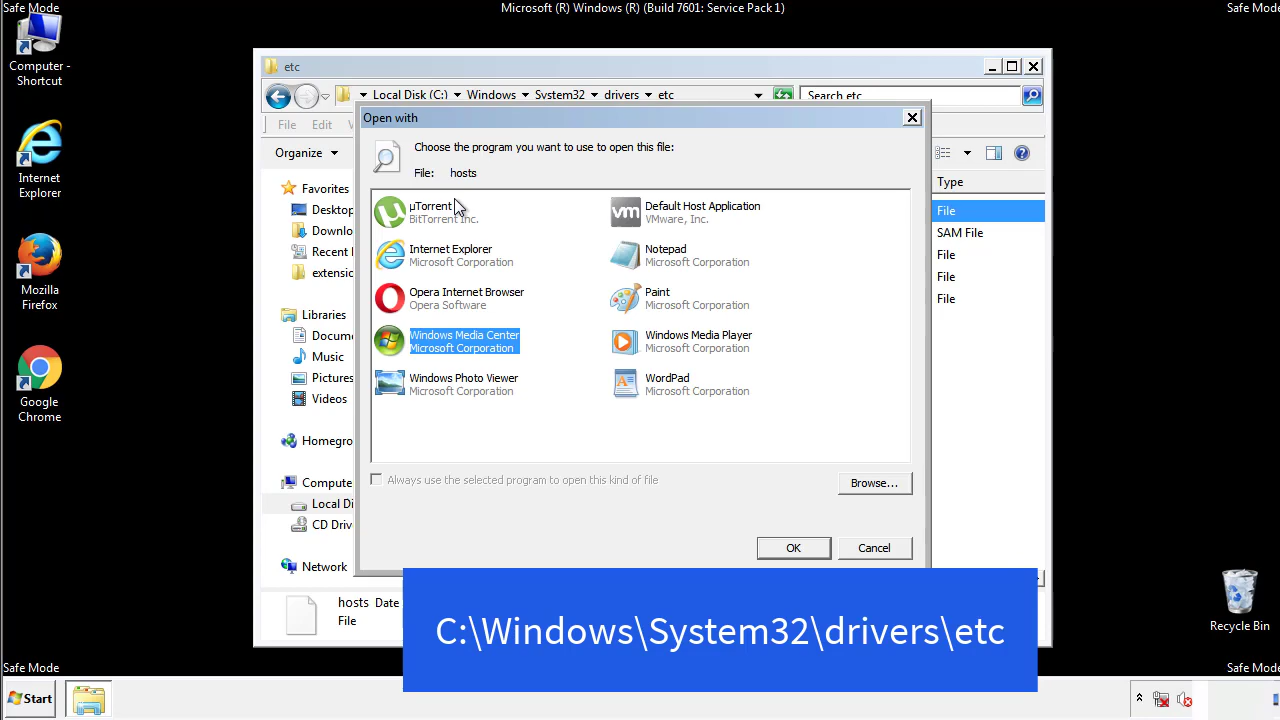 Safe Mode
Microsoft (R) Windows (R) (Build 7601: Service Pack 1)
Safe Mode
Computer -
Shortcut
Internet
Explorer
Mozilla
Firefox
Google
Chrome
etc
Local Disk (C:)
Windows
System32
drivers
etc
Search etc
File
Edit
Organize
Favorites
Desktop
Downlo
Recent
extensio
Libraries
Docume
Music
Pictures
Videos
Homegro
Compute
Local Di
CD Drive
Network
Type
File
SAM File
File
File
File
Open with
Choose the program you want to use to open this file:
File: hosts
µTorrent
BitTorrent Inc.
Default Host Application
VMware, Inc.
Internet Explorer
Microsoft Corporation
Notepad
Microsoft Corporation
Opera Internet Browser
Opera Software
Paint
Microsoft Corporation
Windows Media Center
Microsoft Corporation
Windows Media Player
Microsoft Corporation
Windows Photo Viewer
Microsoft Corporation
WordPad
Microsoft Corporation
Always use the selected program to open this kind of file
Browse...
OK
Cancel
hosts Date
File
C:\Windows\System32\drivers\etc
Recycle Bin
Safe Mode
Safe Mode
Start